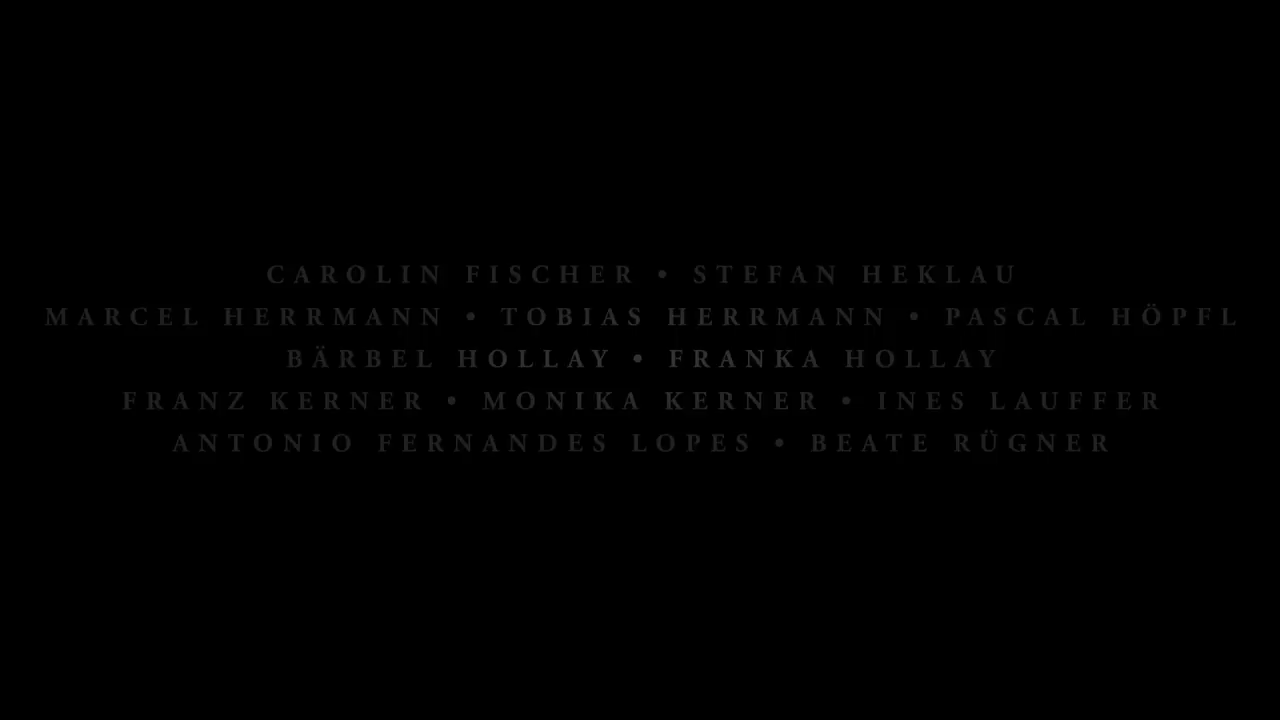 CAROLIN FISCHER • STEFAN HEKLAU
MARCEL HERRMANN • TOBIAS HERRMANN • PASCAL HÖPFL
BÄRBEL HOLLAY • FRANKA HOLLAY
FRANZ KERNER • MONIKA KERNER • INES LAUFFER
ANTONIO FERNANDES LOPES • BEATE RÜGNER